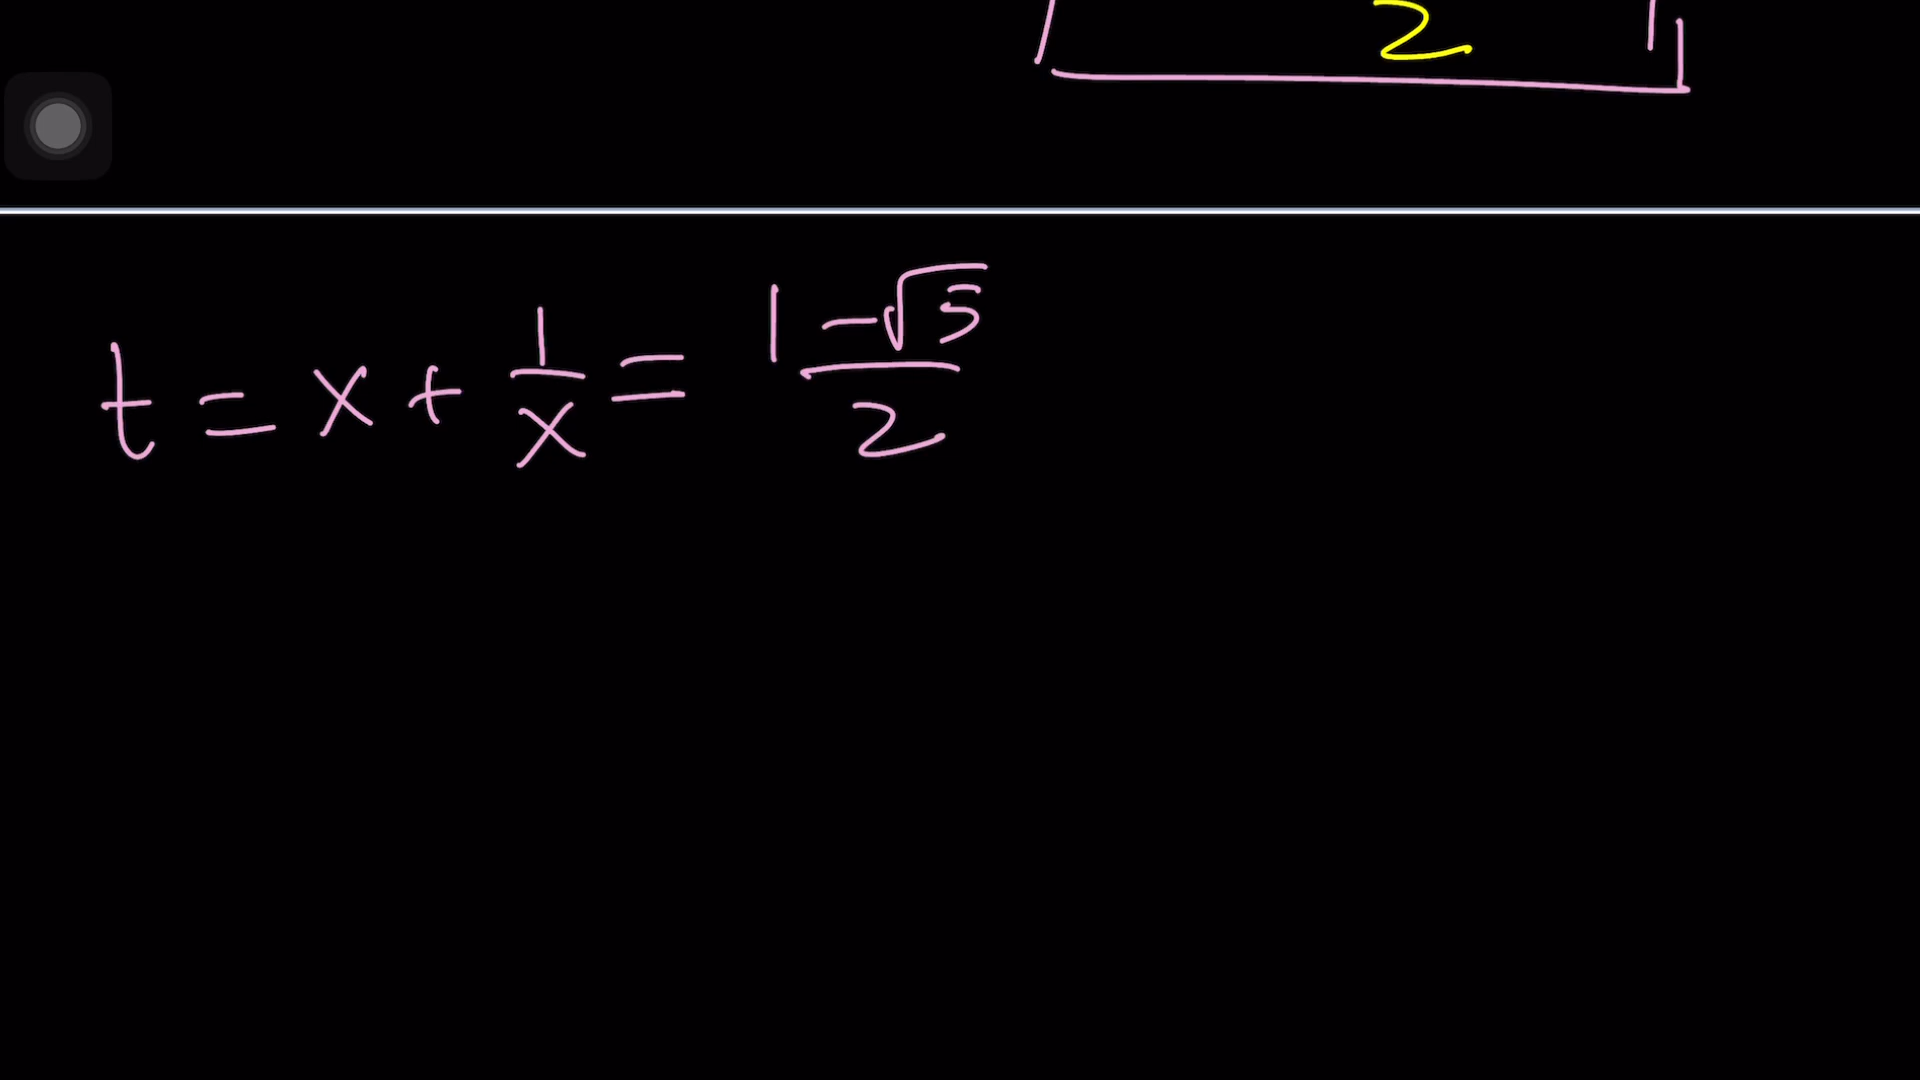 2
t = x + 1/x = 1 - √5 / 2